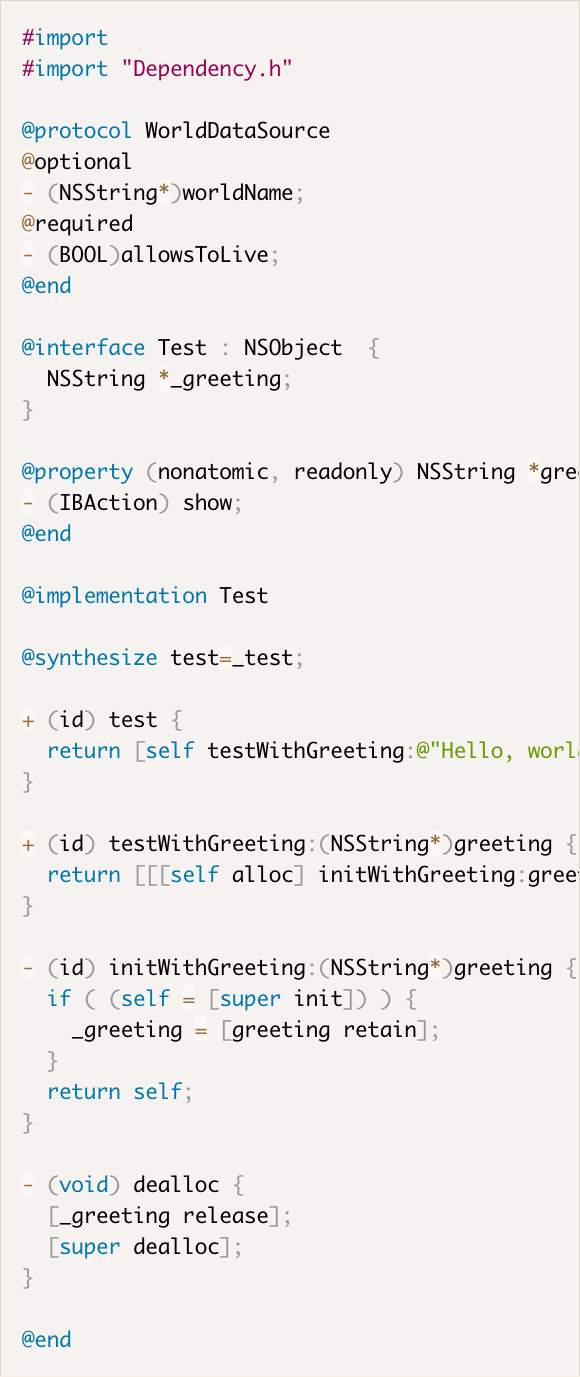 #import
#import "Dependency.h"

@protocol WorldDataSource
@optional
- (NSString*)worldName;
@required
- (BOOL)allowsToLive;
@end

@interface Test : NSObject  {
  NSString *_greeting;
}

@property (nonatomic, readonly) NSString *gre
- (IBAction) show;
@end

@implementation Test

@synthesize test=_test;

+ (id) test {
  return [self testWithGreeting:@"Hello, worl
}

+ (id) testWithGreeting:(NSString*)greeting {
  return [[[self alloc] initWithGreeting:gree
}

- (id) initWithGreeting:(NSString*)greeting {
  if ( (self = [super init]) ) {
    _greeting = [greeting retain];
  }
  return self;
}

- (void) dealloc {
  [_greeting release];
  [super dealloc];
}

@end